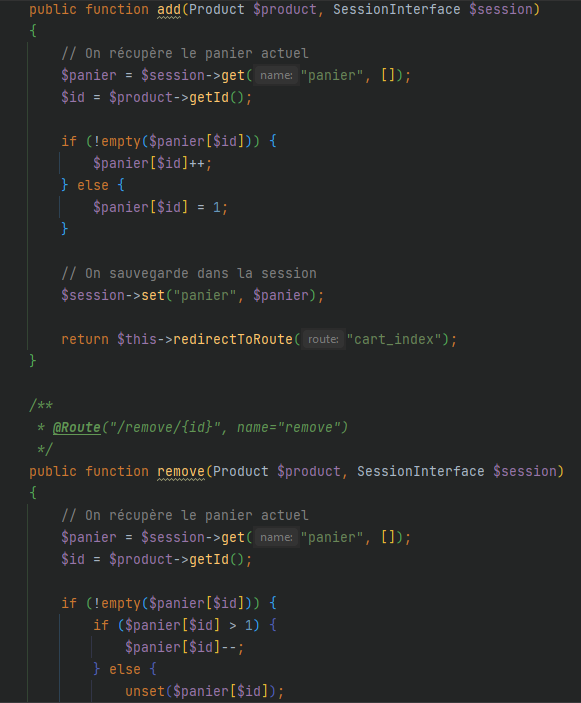 public function add(Product $product, SessionInterface $session)
{
// On récupère le panier actuel
$panier = $session->get( name: "panier", []);
$id = $product->getId();
if (!empty($panier[$id])) {
$panier[$id]++;
} else {
$panier[$id] = 1;
}
// On sauvegarde dans la session
$session->set("panier", $panier);
return $this->redirectToRoute( route: "cart_index");
}
/**
* @Route("/remove/{id}", name="remove")
*/
public function remove(Product $product, SessionInterface $session)
{
// On récupère le panier actuel
$panier = $session->get( name: "panier", []);
$id = $product->getId();
if (!empty($panier[$id])) {
if ($panier[$id] > 1) {
$panier[$id]--;
} else {
unset($panier[$id]);